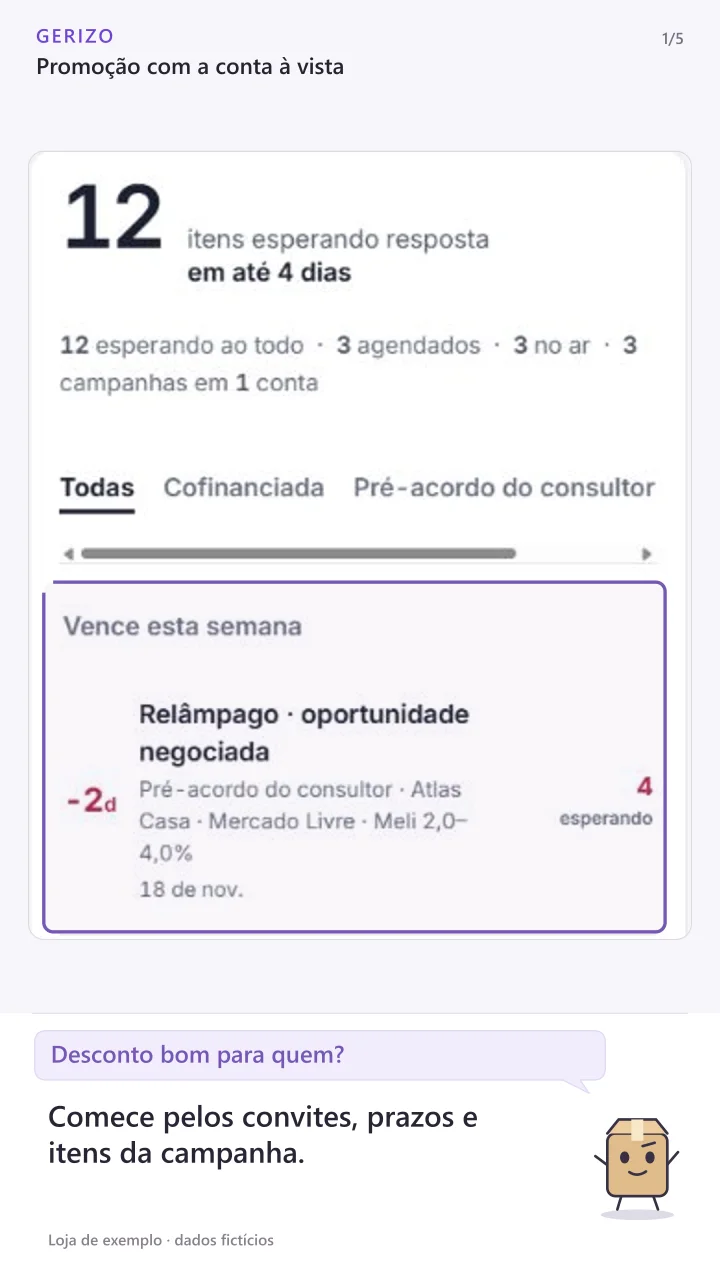 GERIZO
1/5
Promoção com a conta à vista
12
itens esperando resposta
em até 4 dias
12 esperando ao todo · 3 agendados · 3 no ar · 3
campanhas em 1 conta
Todas Cofinanciada Pré-acordo do consultor
Vence esta semana
Relâmpago · oportunidade
negociada
-2d
Pré-acordo do consultor · Atlas
Casa · Mercado Livre · Meli 2,0–
4,0%
18 de nov.
4
esperando
Desconto bom para quem?
Comece pelos convites, prazos e
itens da campanha.
Loja de exemplo · dados fictícios